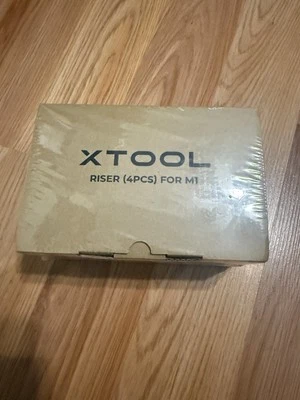 XTOOL
RISER (4PCS) FOR M1